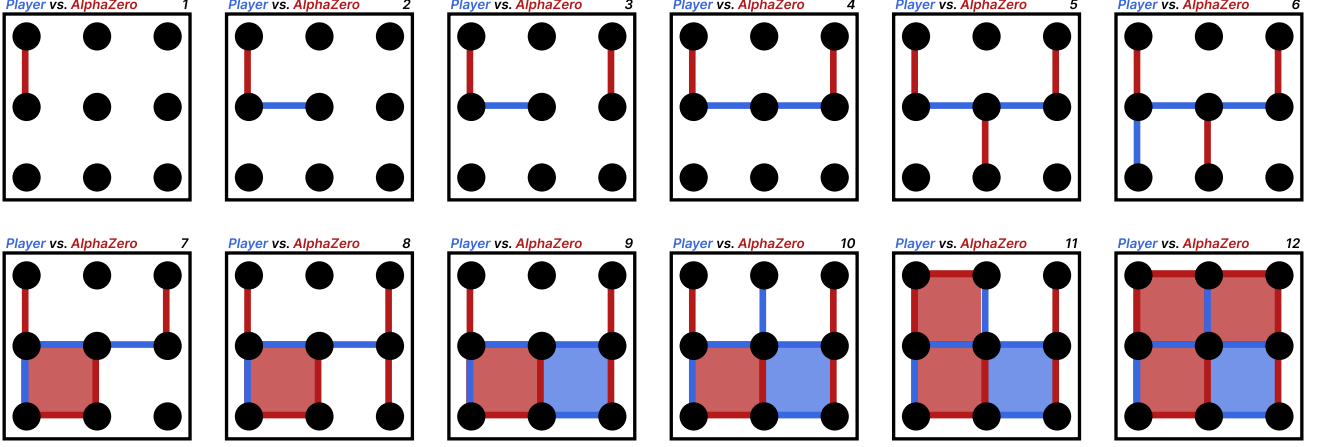 Player vs. AlphaZero 1
Player vs. AlphaZero 2
Player vs. AlphaZero 3
Player vs. AlphaZero 4
Player vs. AlphaZero 5
Player vs. AlphaZero 6
Player vs. AlphaZero 7
Player vs. AlphaZero 8
Player vs. AlphaZero 9
Player vs. AlphaZero 10
Player vs. AlphaZero 11
Player vs. AlphaZero 12